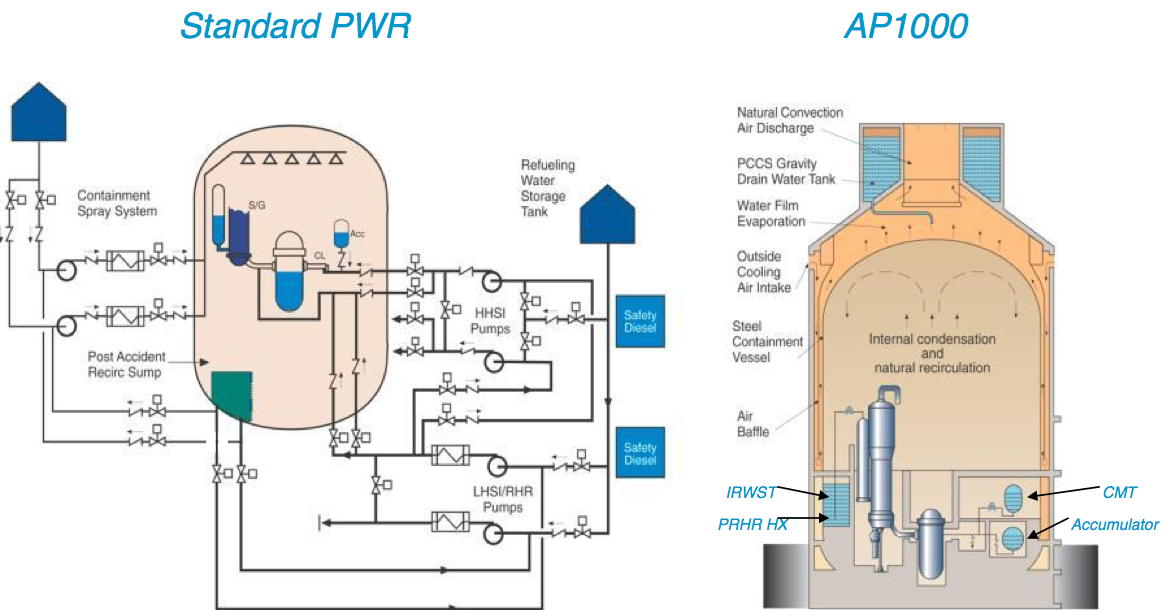 Standard PWR
AP1000
Containment
Spray System
S/G
Acc
CL
Refueling
Water
Storage
Tank
HHSI
Pumps
Safety
Diesel
Post Accident
Recirc Sump
Safety
Diesel
LHSI/RHR
Pumps
Natural Convection
Air Discharge
PCCS Gravity
Drain Water Tank
Water Film
Evaporation
Outside
Cooling
Air Intake
Steel
Containment
Vessel
Internal condensation
and
natural recirculation
Air
Baffle
IRWST
PRHR HX
CMT
Accumulator